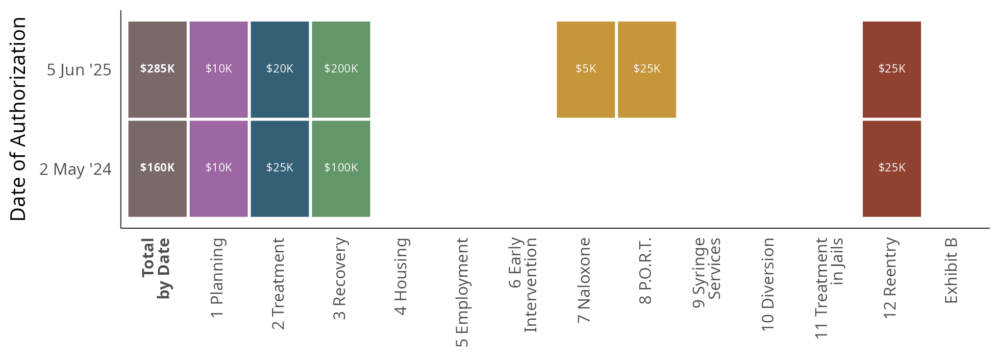 Date of Authorization
5 Jun '25
$285K $10K $20K $200K $5K $25K $25K
2 May '24
$160K $10K $25K $100K $25K
Total
by Date
1 Planning
2 Treatment
3 Recovery
4 Housing
5 Employment
6 Early
Intervention
7 Naloxone
8 P.O.R.T.
9 Syringe
Services
10 Diversion
11 Treatment
in Jails
12 Reentry
Exhibit B